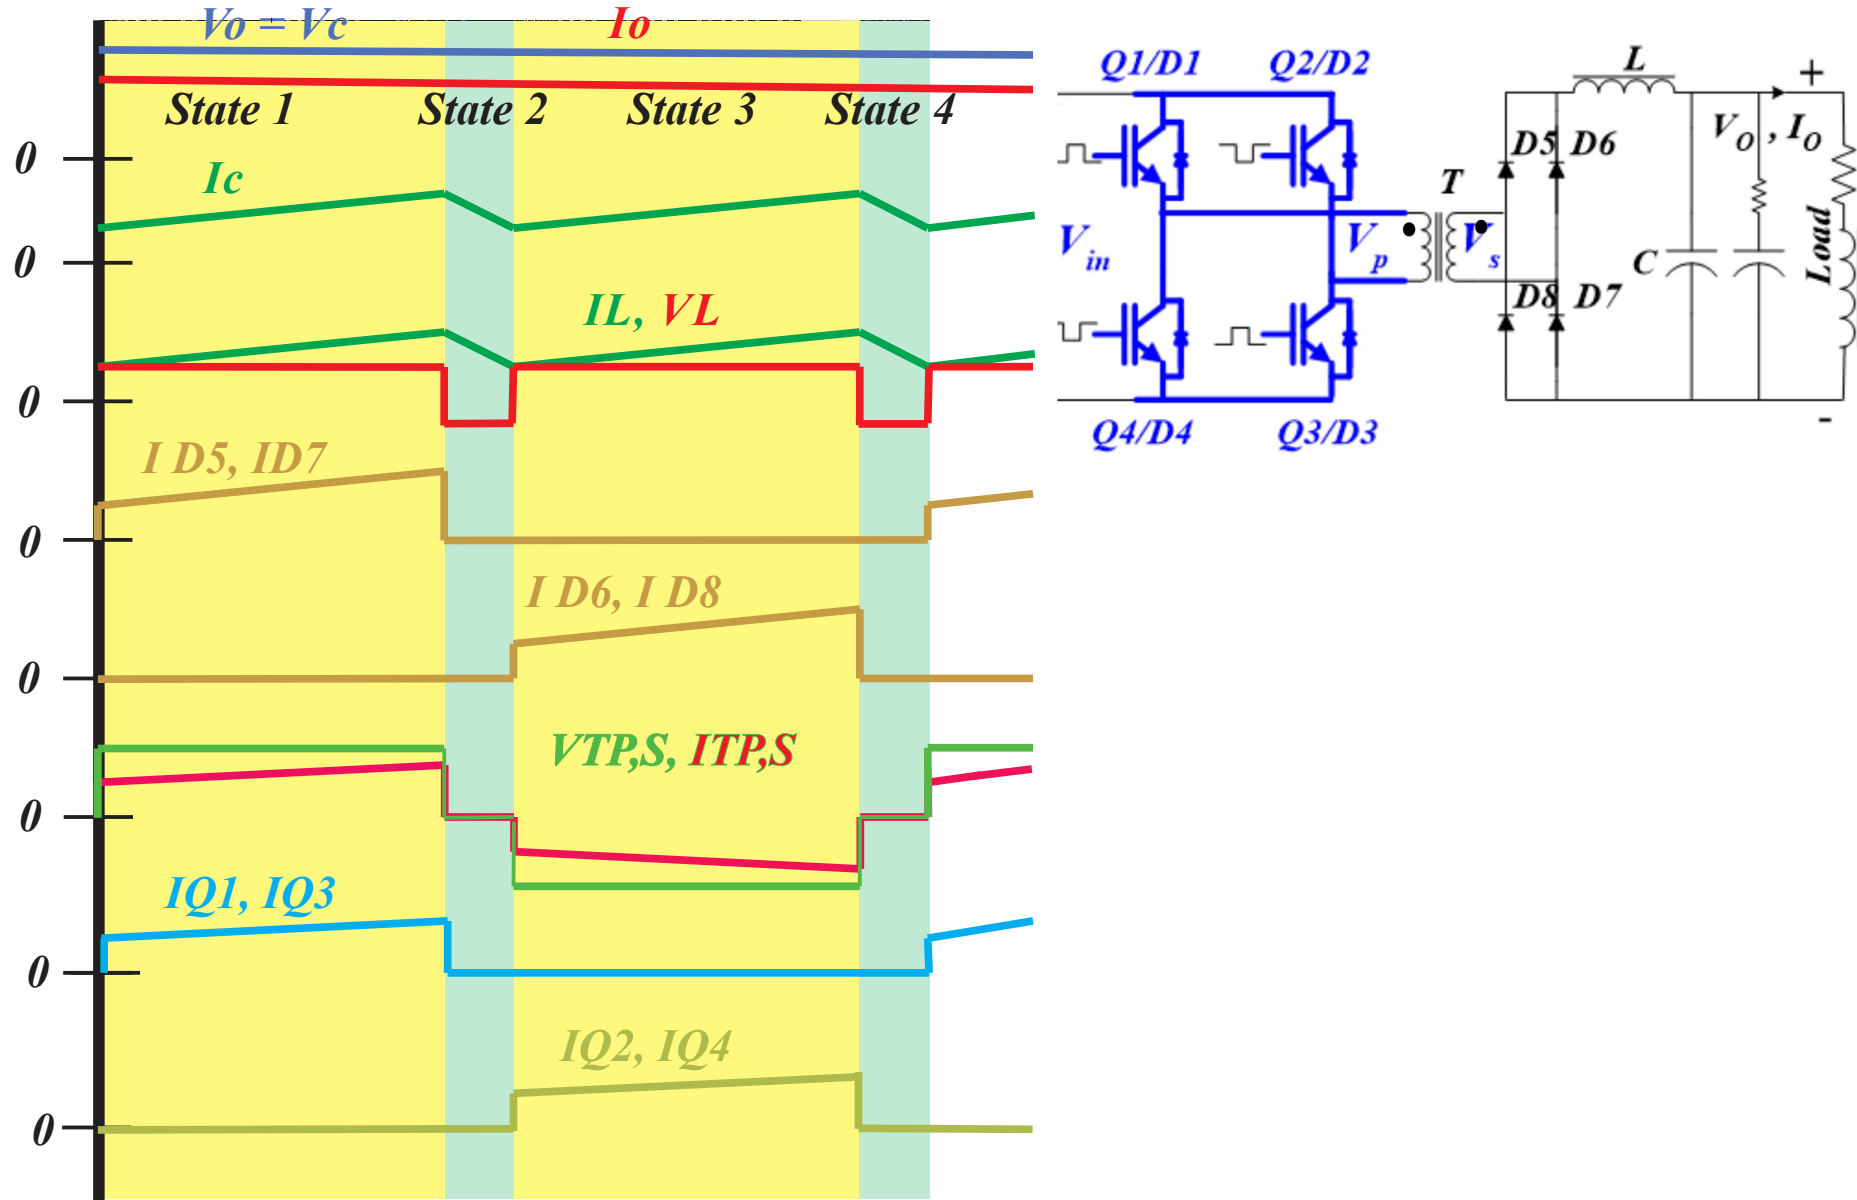 Vo = Vc
Io
State 1
State 2
State 3
State 4
0
Ic
0
IL, VL
0
I D5, ID7
0
I D6, I D8
0
VTP,S, ITP,S
0
IQ1, IQ3
0
IQ2, IQ4
0
Q1/D1
Q2/D2
L
+
Vo , Io
D5
D6
T
Vin
Vp
Vs
C
Load
D8
D7
Q4/D4
Q3/D3
-